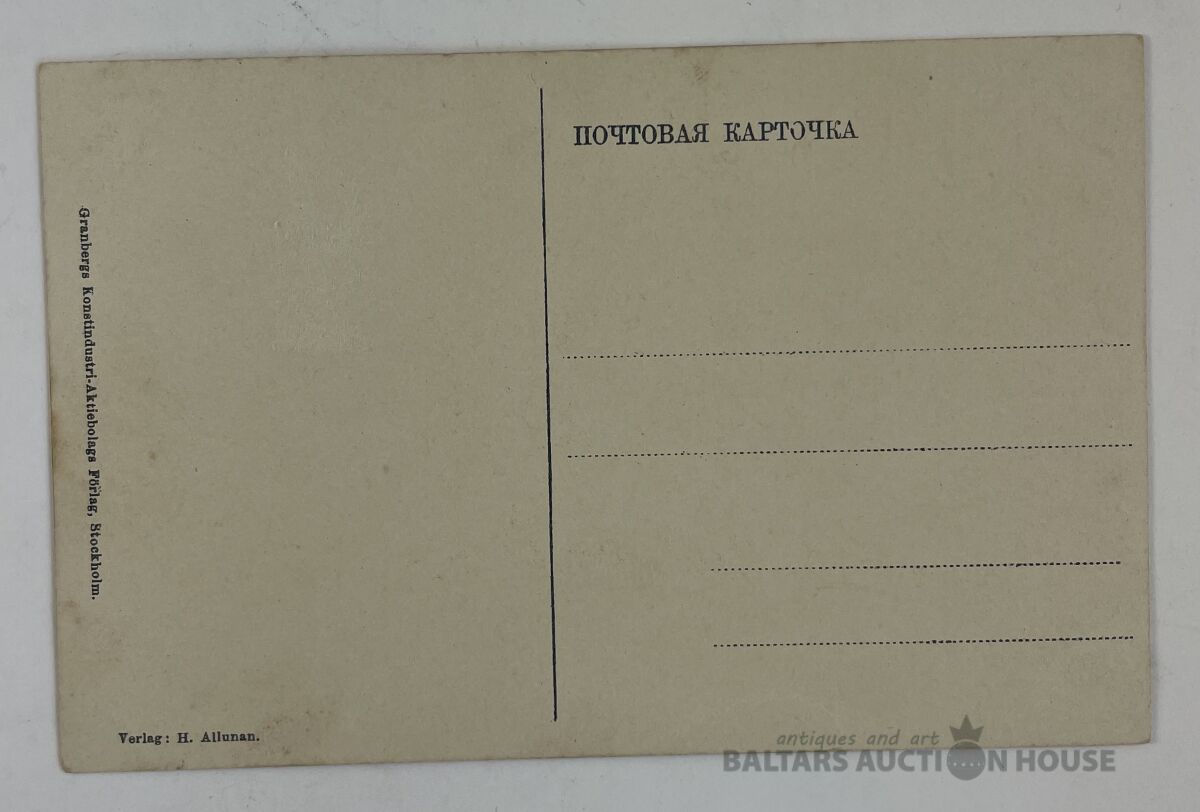 ПОЧТОВАЯ КАРТОЧКА
Granbergs Konstindustri-Aktiebolags Förlag, Stockholm.
Verlag: H. Allunan.
antiques and art
BALTARS AUCTION HOUSE